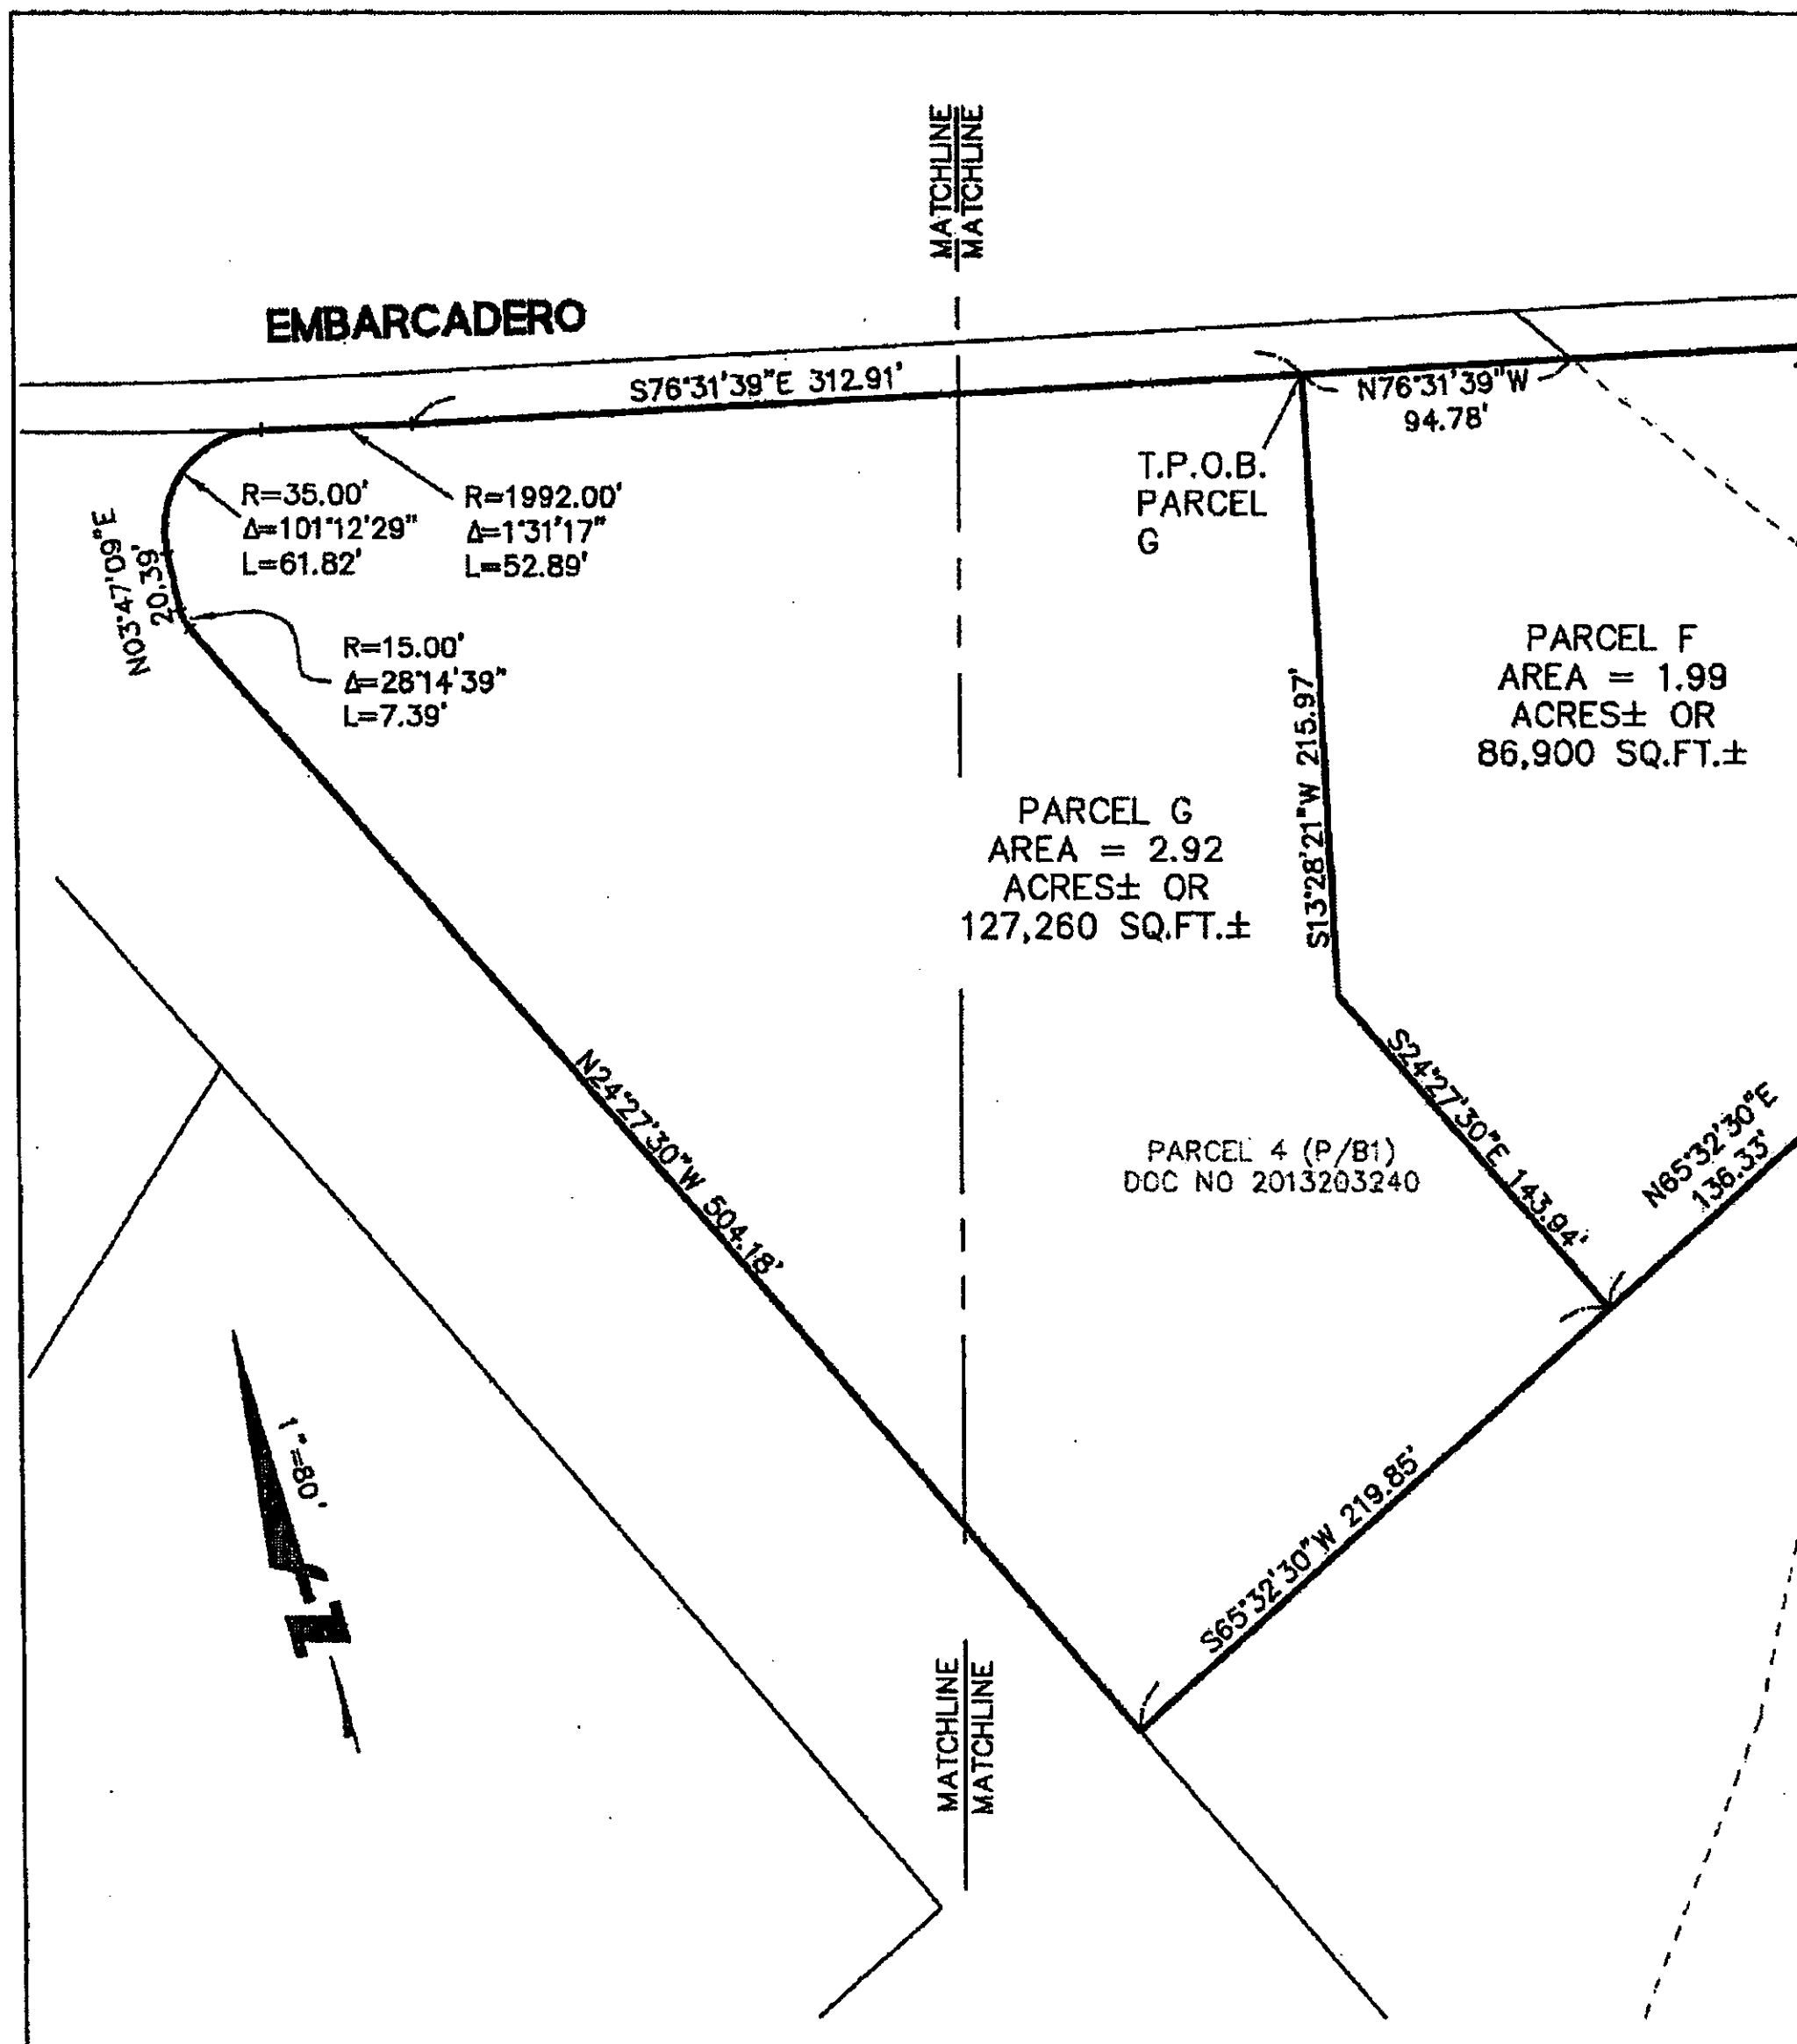 MATCHLINE
MATCHLINE
EMBARCADERO
S76°31'39"E 312.91'
N76°31'39"W
94.78'
T.P.O.B.
PARCEL
G
R=35.00'
Δ=101°12'29"
L=61.82'
R=1992.00'
Δ=1°31'17"
L=52.89'
N03°47'09"E
20.39'
R=15.00'
Δ=28°14'39"
L=7.39'
PARCEL F
AREA = 1.99
ACRES± OR
86,900 SQ.FT.±
S13°28'21"W 215.97'
PARCEL G
AREA = 2.92
ACRES± OR
127,260 SQ.FT.±
N24°27'30"W 504.18'
S24°27'30"E 143.94'
PARCEL 4 (P/B1)
DOC NO 2013203240
N65°32'30"E
136.33'
S65°32'30"W 219.85'
1"=80'
Z
MATCHLINE
MATCHLINE